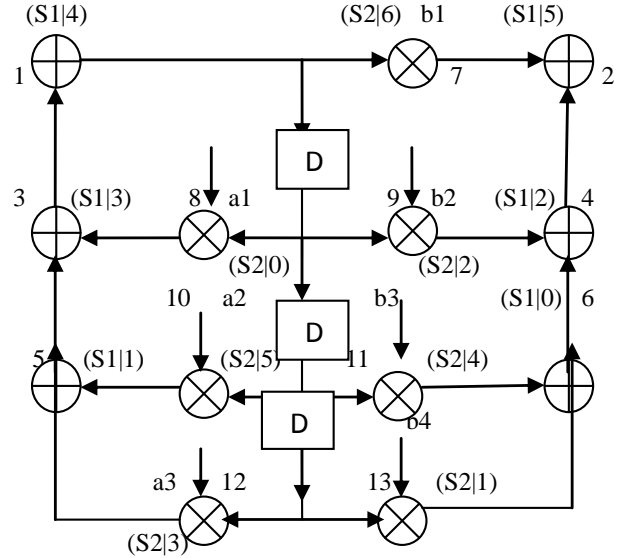 (S1|4) (S2|6) b1 (S1|5)
1 7 2
D
3 (S1|3) 8 a1 9 b2 (S1|2) 4
(S2|0) (S2|2)
10 a2 b3 (S1|0) 6
D
5 (S1|1) (S2|5) 11 (S2|4)
D b4
a3 12 13 (S2|1)
(S2|3)